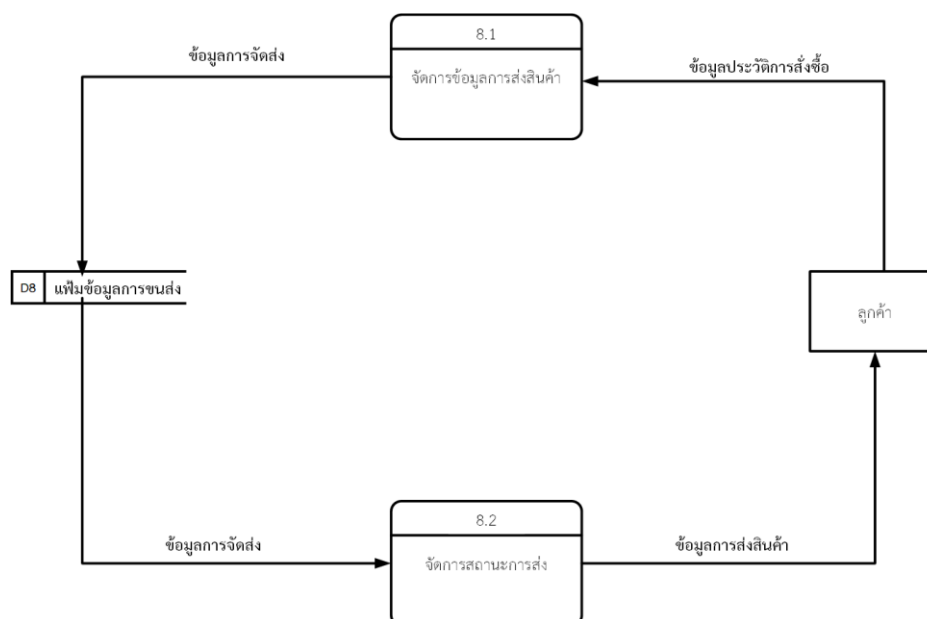 8.1
ข้อมูลการจัดส่ง
จัดการข้อมูลการส่งสินค้า
ข้อมูลประวัติการสั่งซื้อ
D8 แฟ้มข้อมูลการขนส่ง
ลูกค้า
8.2
ข้อมูลการจัดส่ง
จัดการสถานะการส่ง
ข้อมูลการส่งสินค้า